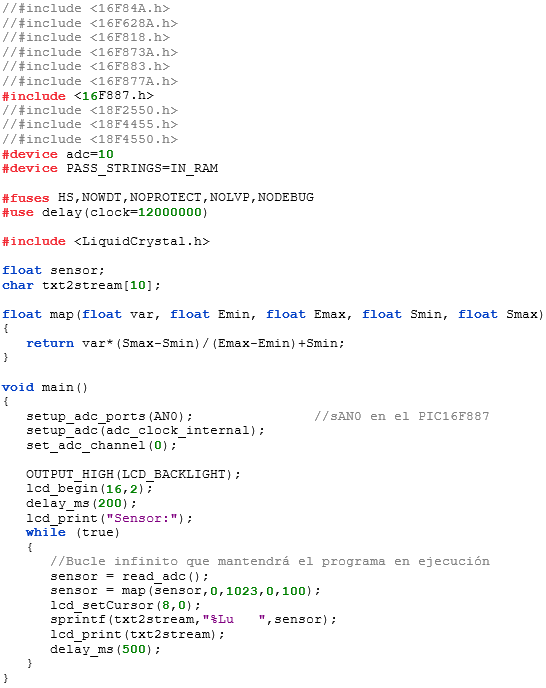 //#include <16F84A.h>
//#include <16F628A.h>
//#include <16F818.h>
//#include <16F873A.h>
//#include <16F883.h>
//#include <16F877A.h>
#include <16F887.h>
//#include <18F2550.h>
//#include <18F4455.h>
//#include <18F4550.h>
#device adc=10
#device PASS_STRINGS=IN_RAM

#fuses HS,NOWDT,NOPROTECT,NOLVP,NODEBUG
#use delay(clock=12000000)

#include <LiquidCrystal.h>

float sensor;
char txt2stream[10];

float map(float var, float Emin, float Emax, float Smin, float Smax)
{
   return var*(Smax-Smin)/(Emax-Emin)+Smin;
}

void main()
{
   setup_adc_ports(AN0);               //sAN0 en el PIC16F887
   setup_adc(adc_clock_internal);
   set_adc_channel(0);

   OUTPUT_HIGH(LCD_BACKLIGHT);
   lcd_begin(16,2);
   delay_ms(200);
   lcd_print("Sensor:");
   while (true)
   {
      //Bucle infinito que mantendrá el programa en ejecución
      sensor = read_adc();
      sensor = map(sensor,0,1023,0,100);
      lcd_setCursor(8,0);
      sprintf(txt2stream,"%Lu   ",sensor);
      lcd_print(txt2stream);
      delay_ms(500);
   }
}